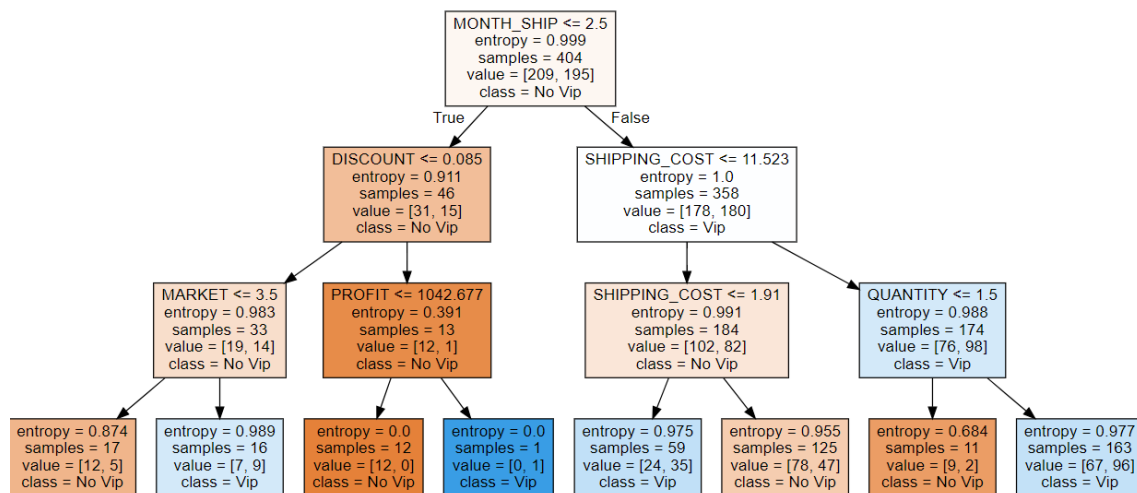 MONTH_SHIP <= 2.5
entropy = 0.999
samples = 404
value = [209, 195]
class = No Vip
True
False
DISCOUNT <= 0.085
entropy = 0.911
samples = 46
value = [31, 15]
class = No Vip
SHIPPING_COST <= 11.523
entropy = 1.0
samples = 358
value = [178, 180]
class = Vip
MARKET <= 3.5
entropy = 0.983
samples = 33
value = [19, 14]
class = No Vip
PROFIT <= 1042.677
entropy = 0.391
samples = 13
value = [12, 1]
class = No Vip
SHIPPING_COST <= 1.91
entropy = 0.991
samples = 184
value = [102, 82]
class = No Vip
QUANTITY <= 1.5
entropy = 0.988
samples = 174
value = [76, 98]
class = Vip
entropy = 0.874
samples = 17
value = [12, 5]
class = No Vip
entropy = 0.989
samples = 16
value = [7, 9]
class = Vip
entropy = 0.0
samples = 12
value = [12, 0]
class = No Vip
entropy = 0.0
samples = 1
value = [0, 1]
class = Vip
entropy = 0.975
samples = 59
value = [24, 35]
class = Vip
entropy = 0.955
samples = 125
value = [78, 47]
class = No Vip
entropy = 0.684
samples = 11
value = [9, 2]
class = No Vip
entropy = 0.977
samples = 163
value = [67, 96]
class = Vip